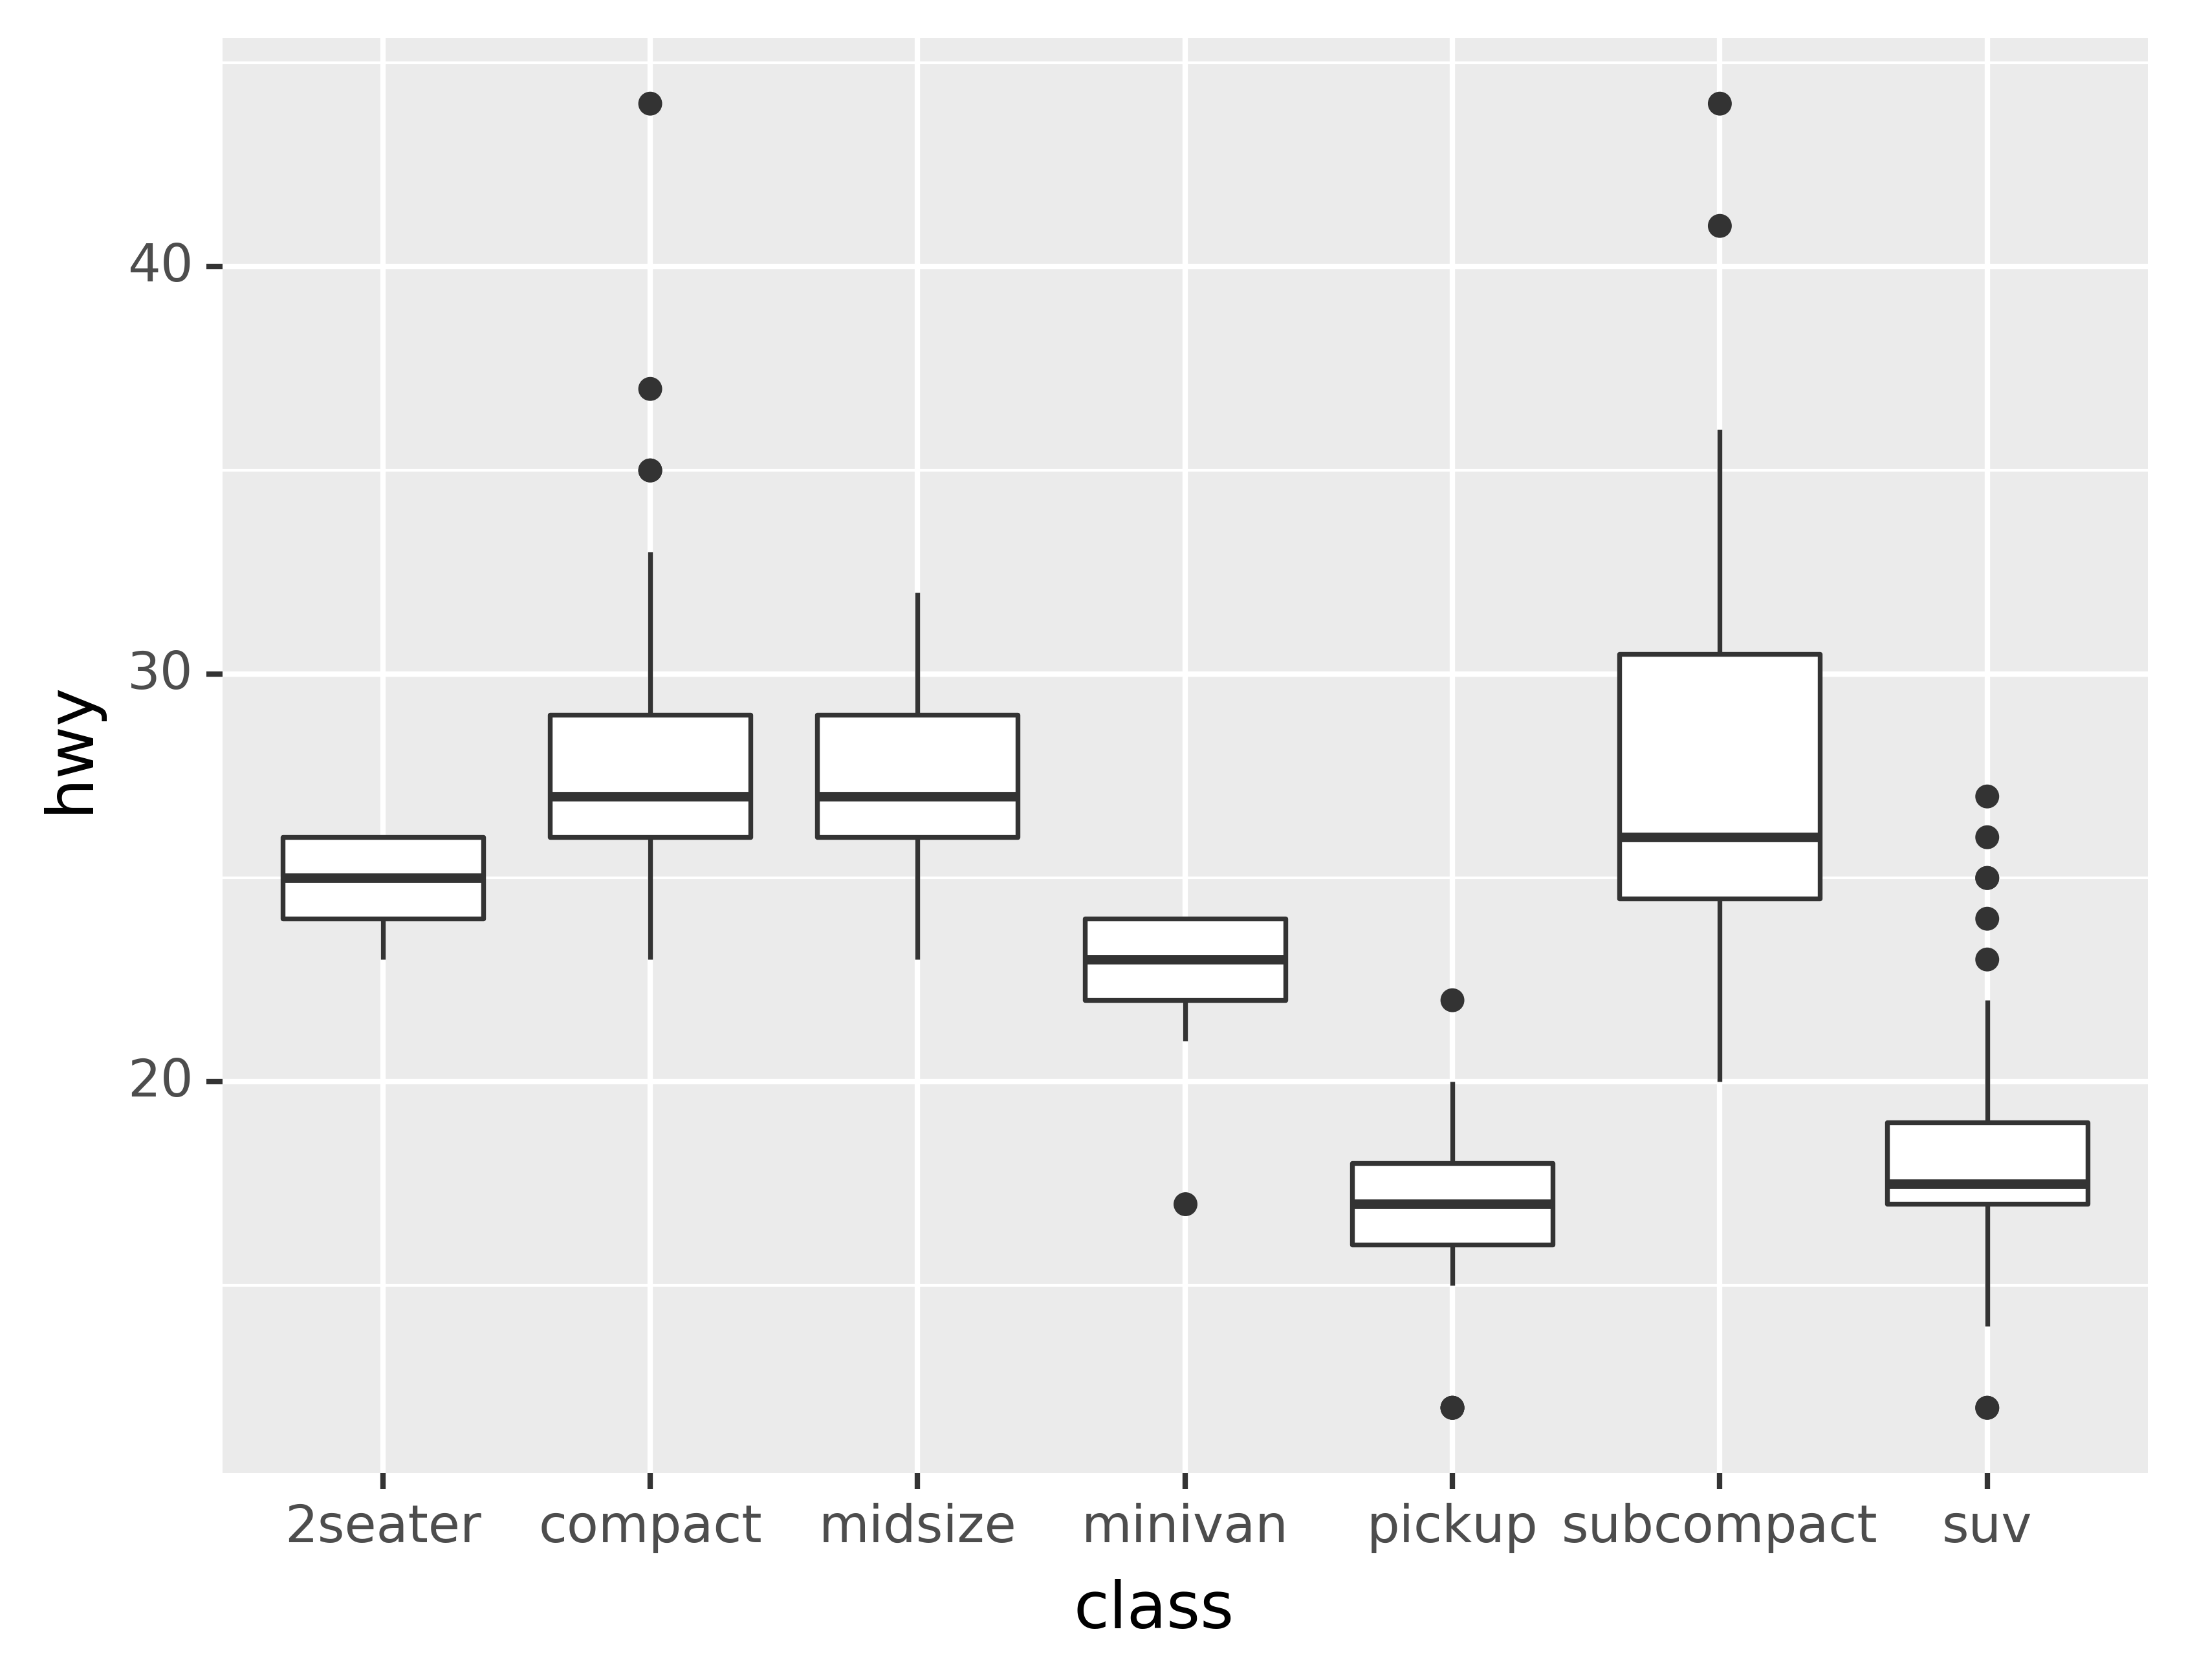 40
30
20
hwy
2seater compact midsize minivan pickup subcompact suv
class